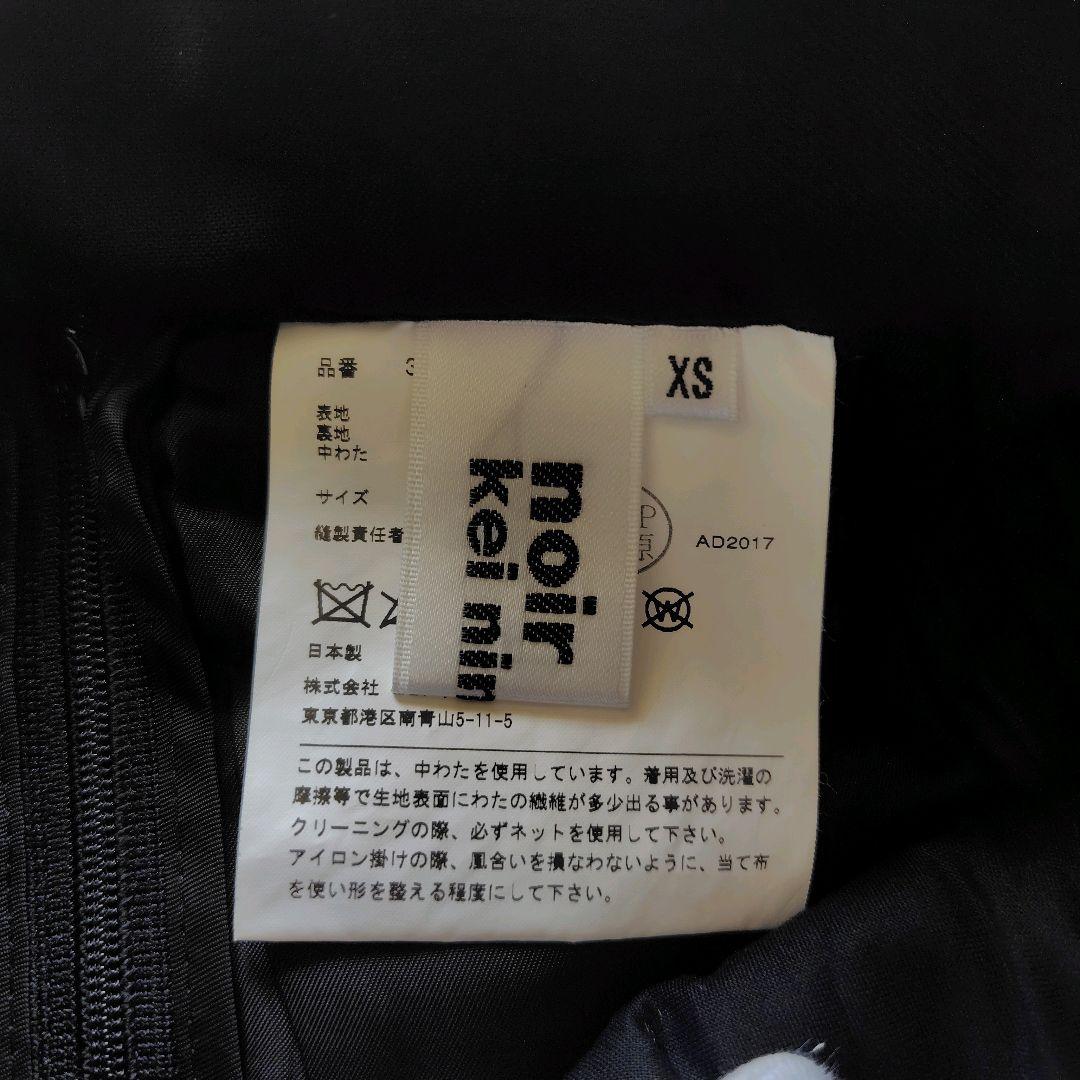 品番 3
XS
表地
裏地
中わた
サイズ
縫製責任者
AD2017
noir
kei nin
W
日本製
株式会社
東京都港区南青山5-11-5
この製品は、中わたを使用しています。着用及び洗濯の
摩擦等で生地表面にわたの繊維が多少出る事があります。
クリーニングの際、必ずネットを使用して下さい。
アイロン掛けの際、風合いを損なわないように、当て布
を使い形を整える程度にして下さい。